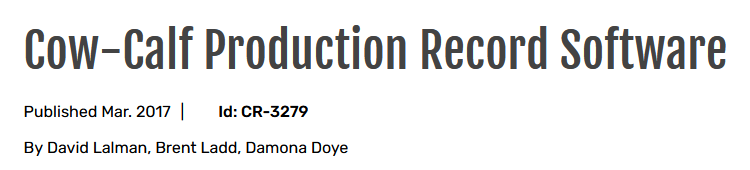 Cow-Calf Production Record Software
Published Mar. 2017 | Id: CR-3279
By David Lalman, Brent Ladd, Damona Doye